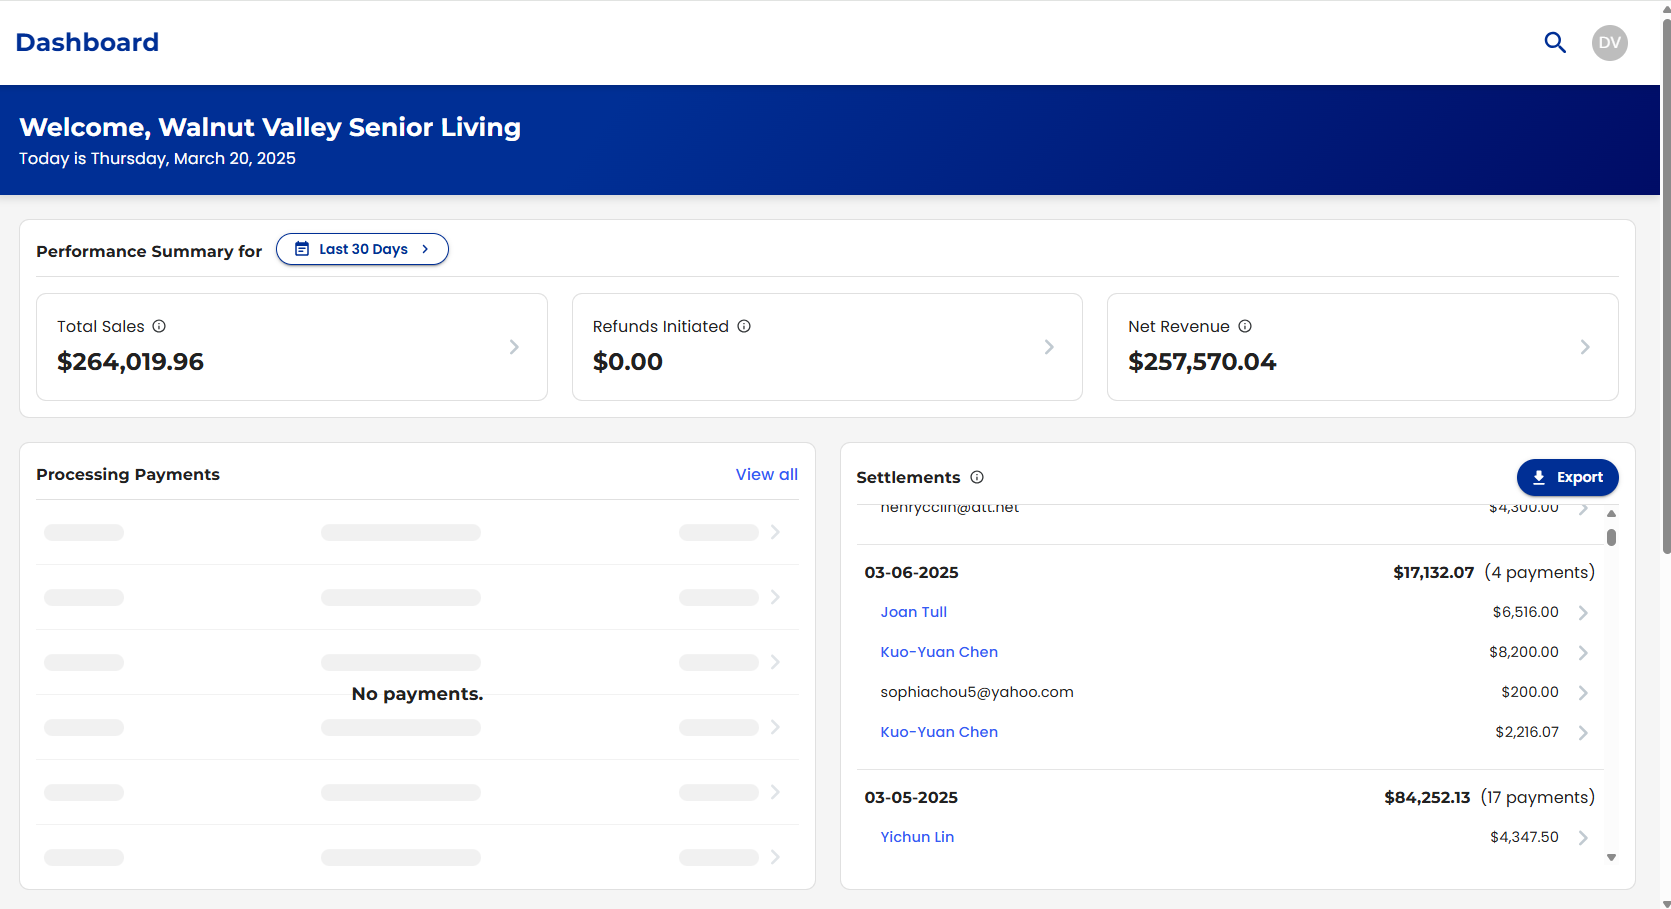 Dashboard
DV
Welcome, Walnut Valley Senior Living
Today is Thursday, March 20, 2025
Performance Summary for
Last 30 Days
Total Sales
$264,019.96
Refunds Initiated
$0.00
Net Revenue
$257,570.04
Processing Payments
View all
No payments.
Settlements
Export
henrycclin@att.net $4,300.00
03-06-2025 $17,132.07 (4 payments)
Joan Tull $6,516.00
Kuo-Yuan Chen $8,200.00
sophiachou5@yahoo.com $200.00
Kuo-Yuan Chen $2,216.07
03-05-2025 $84,252.13 (17 payments)
Yichun Lin $4,347.50